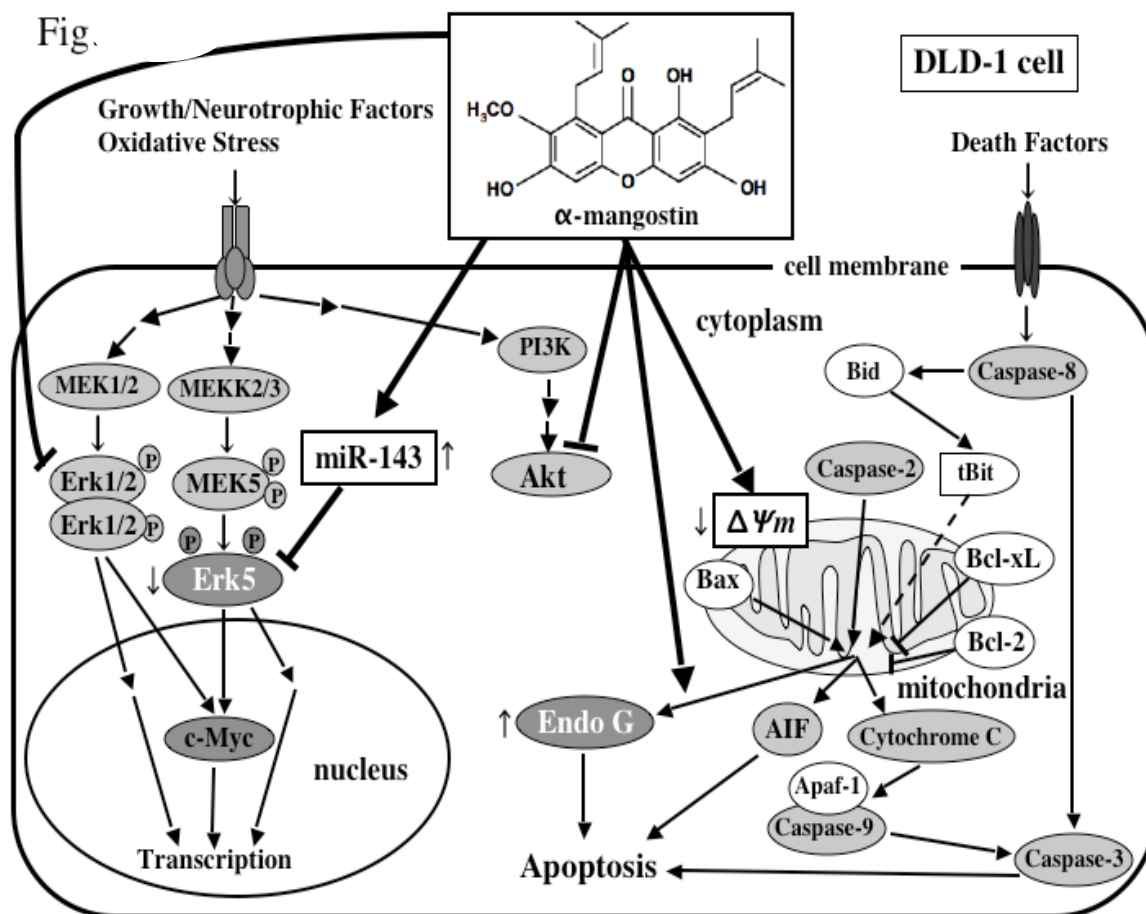 Fig.
DLD-1 cell
Growth/Neurotrophic Factors
Oxidative Stress
Death Factors
O
OH
H₃CO
HO
O
OH
α-mangostin
cell membrane
cytoplasm
PI3K
MEK1/2
MEKK2/3
Bid
Caspase-8
miR-143 ↑
Erk1/2
P
MEK5
P
P
Akt
Caspase-2
tBit
Erk1/2
P
↓ ΔΨm
P
P
↓ Erk5
Bax
Bcl-xL
Bcl-2
mitochondria
↑ Endo G
AIF
Cytochrome C
c-Myc
nucleus
Apaf-1
Caspase-9
Transcription
Apoptosis
Caspase-3